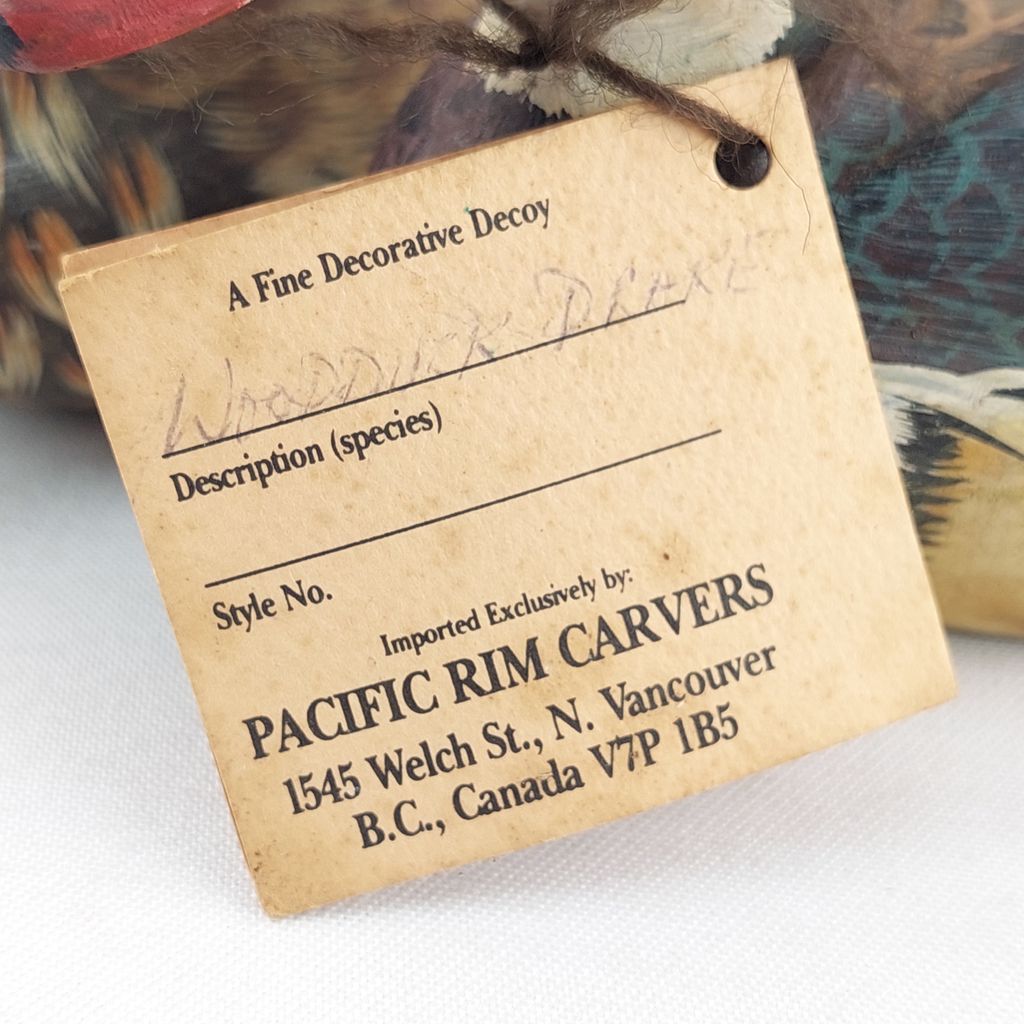 A Fine Decorative Decoy
WOODDUCK DRAKE
Description (species)
Style No.
Imported Exclusively by:
PACIFIC RIM CARVERS
1545 Welch St., N. Vancouver
B.C., Canada V7P 1B5